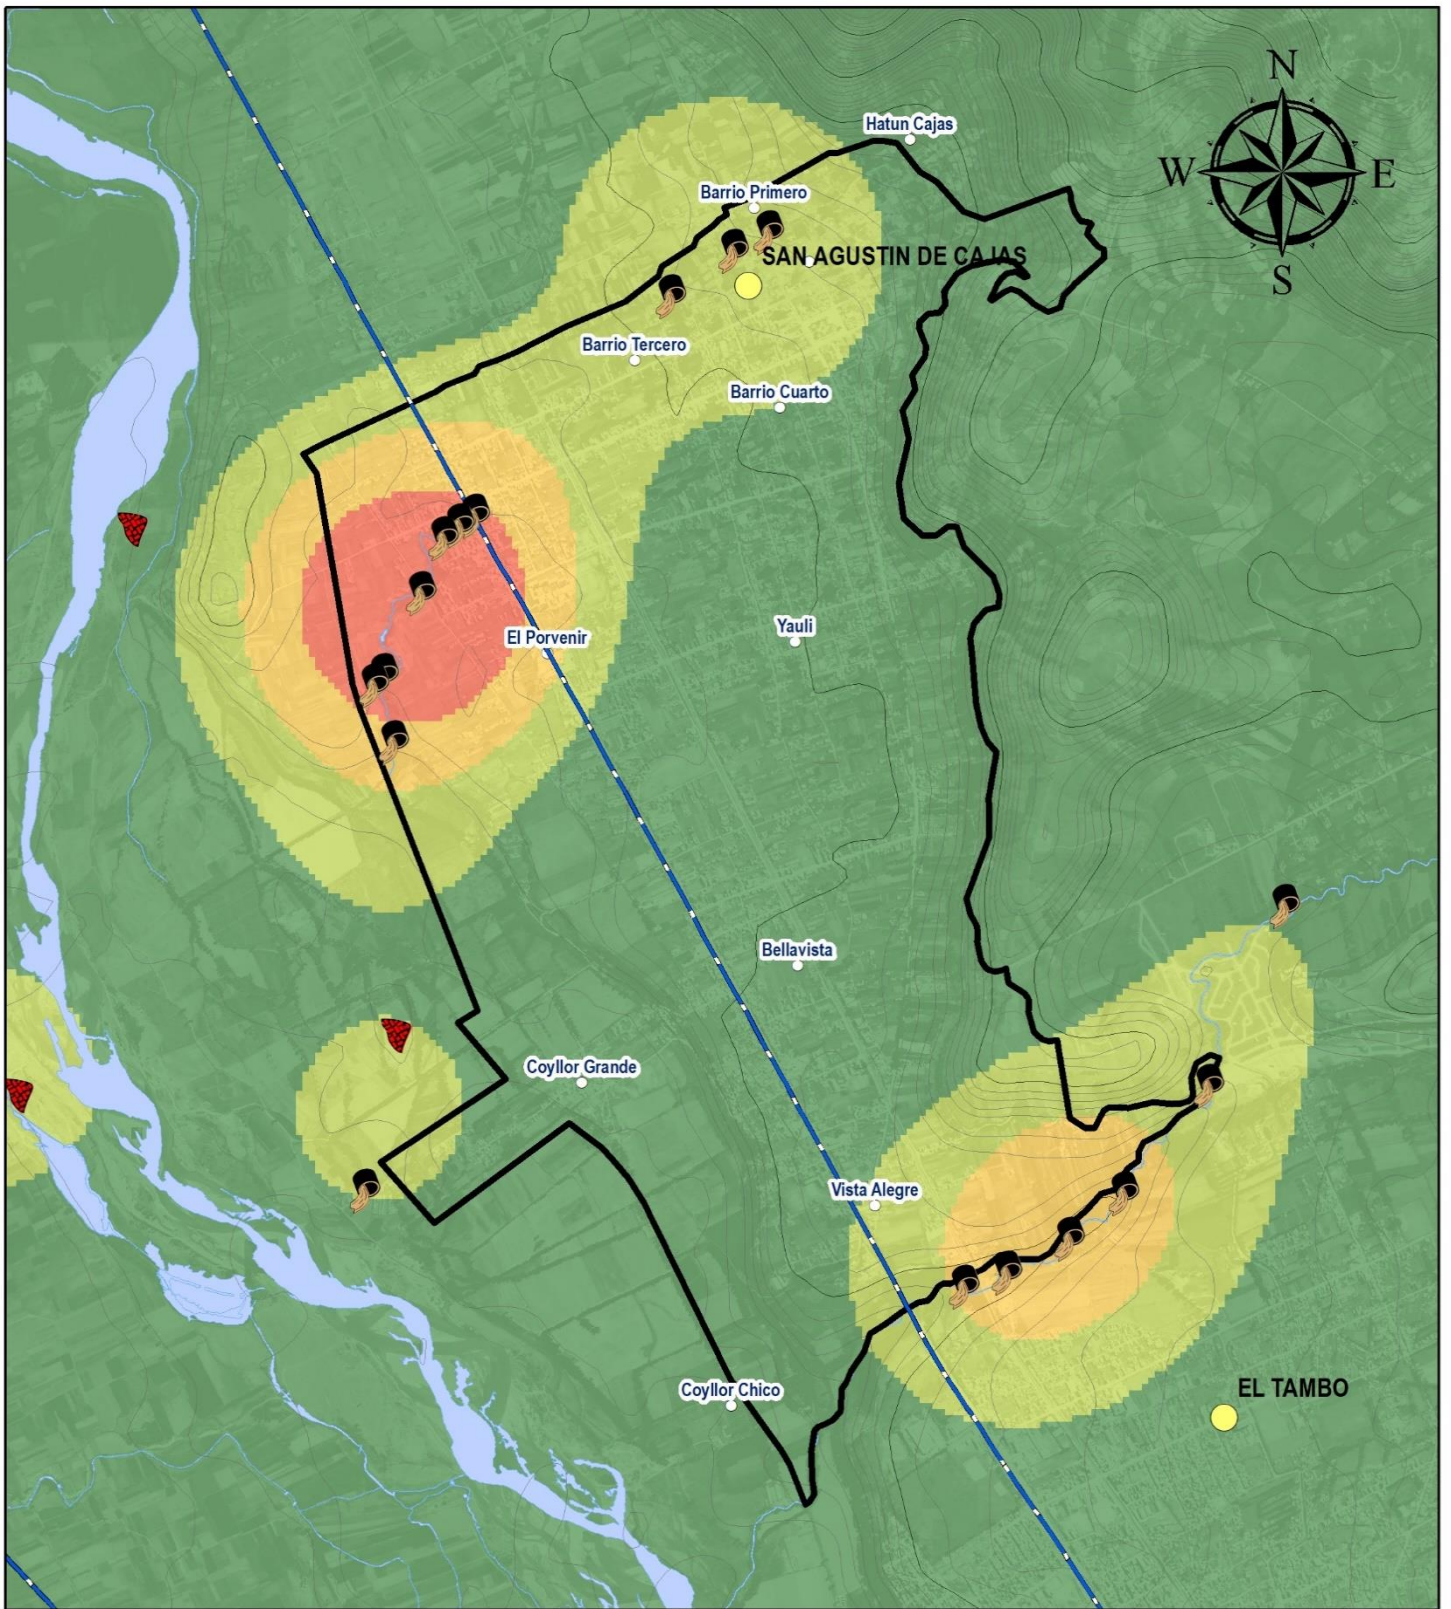 N
Hatun Cajas
W
E
Barrio Primero
SAN AGUSTIN DE CAJAS
S
Barrio Tercero
Barrio Cuarto
Yauli
El Porvenir
Bellavista
Coyllor Grande
Vista Alegre
Coyllor Chico
EL TAMBO